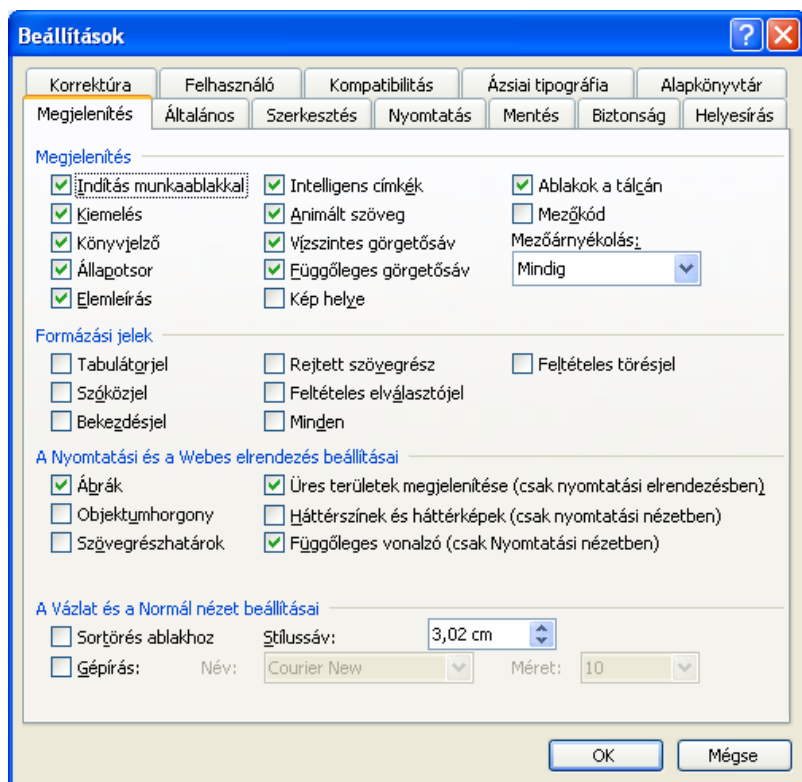 Beállítások
Korrektúra Felhasználó Kompatibilitás Ázsiai tipográfia Alapkönyvtár
Megjelenítés Általános Szerkesztés Nyomtatás Mentés Biztonság Helyesírás
Megjelenítés
Indítás munkaablakkal Intelligens címkék Ablakok a tálcán
Kiemelés Animált szöveg Mezőkód
Könyvjelző Vízszintes görgetősáv Mezőárnyékolás:
Állapotsor Függőleges görgetősáv Mindig
Elemleírás Kép helye
Formázási jelek
Tabulátorjel Rejtett szövegrész Feltételes törésjel
Szóközjel Feltételes elválasztójel
Bekezdésjel Minden
A Nyomtatási és a Webes elrendezés beállításai
Ábrák Üres területek megjelenítése (csak nyomtatási elrendezésben)
Objektumhorgony Háttérszínek és háttérképek (csak nyomtatási nézetben)
Szövegrészhatárok Függőleges vonalzó (csak Nyomtatási nézetben)
A Vázlat és a Normál nézet beállításai
Sortörés ablakhoz Stílussáv: 3,02 cm
Gépírás: Név: Courier New Méret: 10
OK Mégse